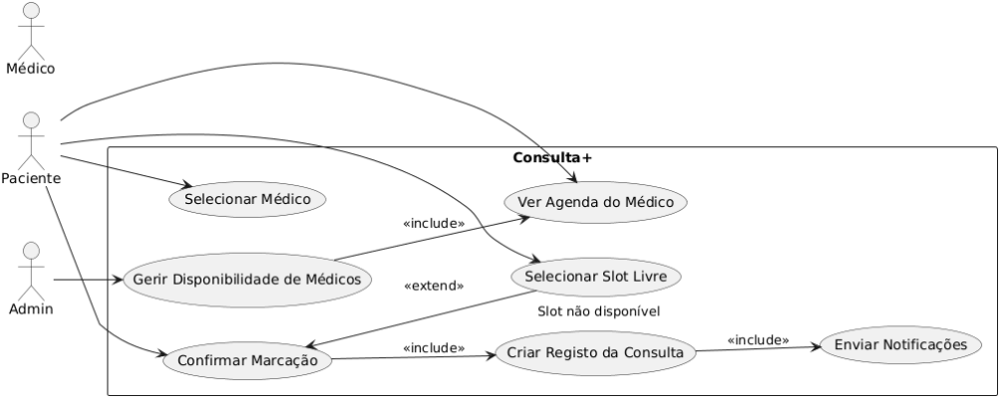 Médico
Consulta+
Paciente
Selecionar Médico
Ver Agenda do Médico
«include»
Gerir Disponibilidade de Médicos
Selecionar Slot Livre
«extend»
Admin
Slot não disponível
Confirmar Marcação
«include»
Criar Registo da Consulta
«include»
Enviar Notificações